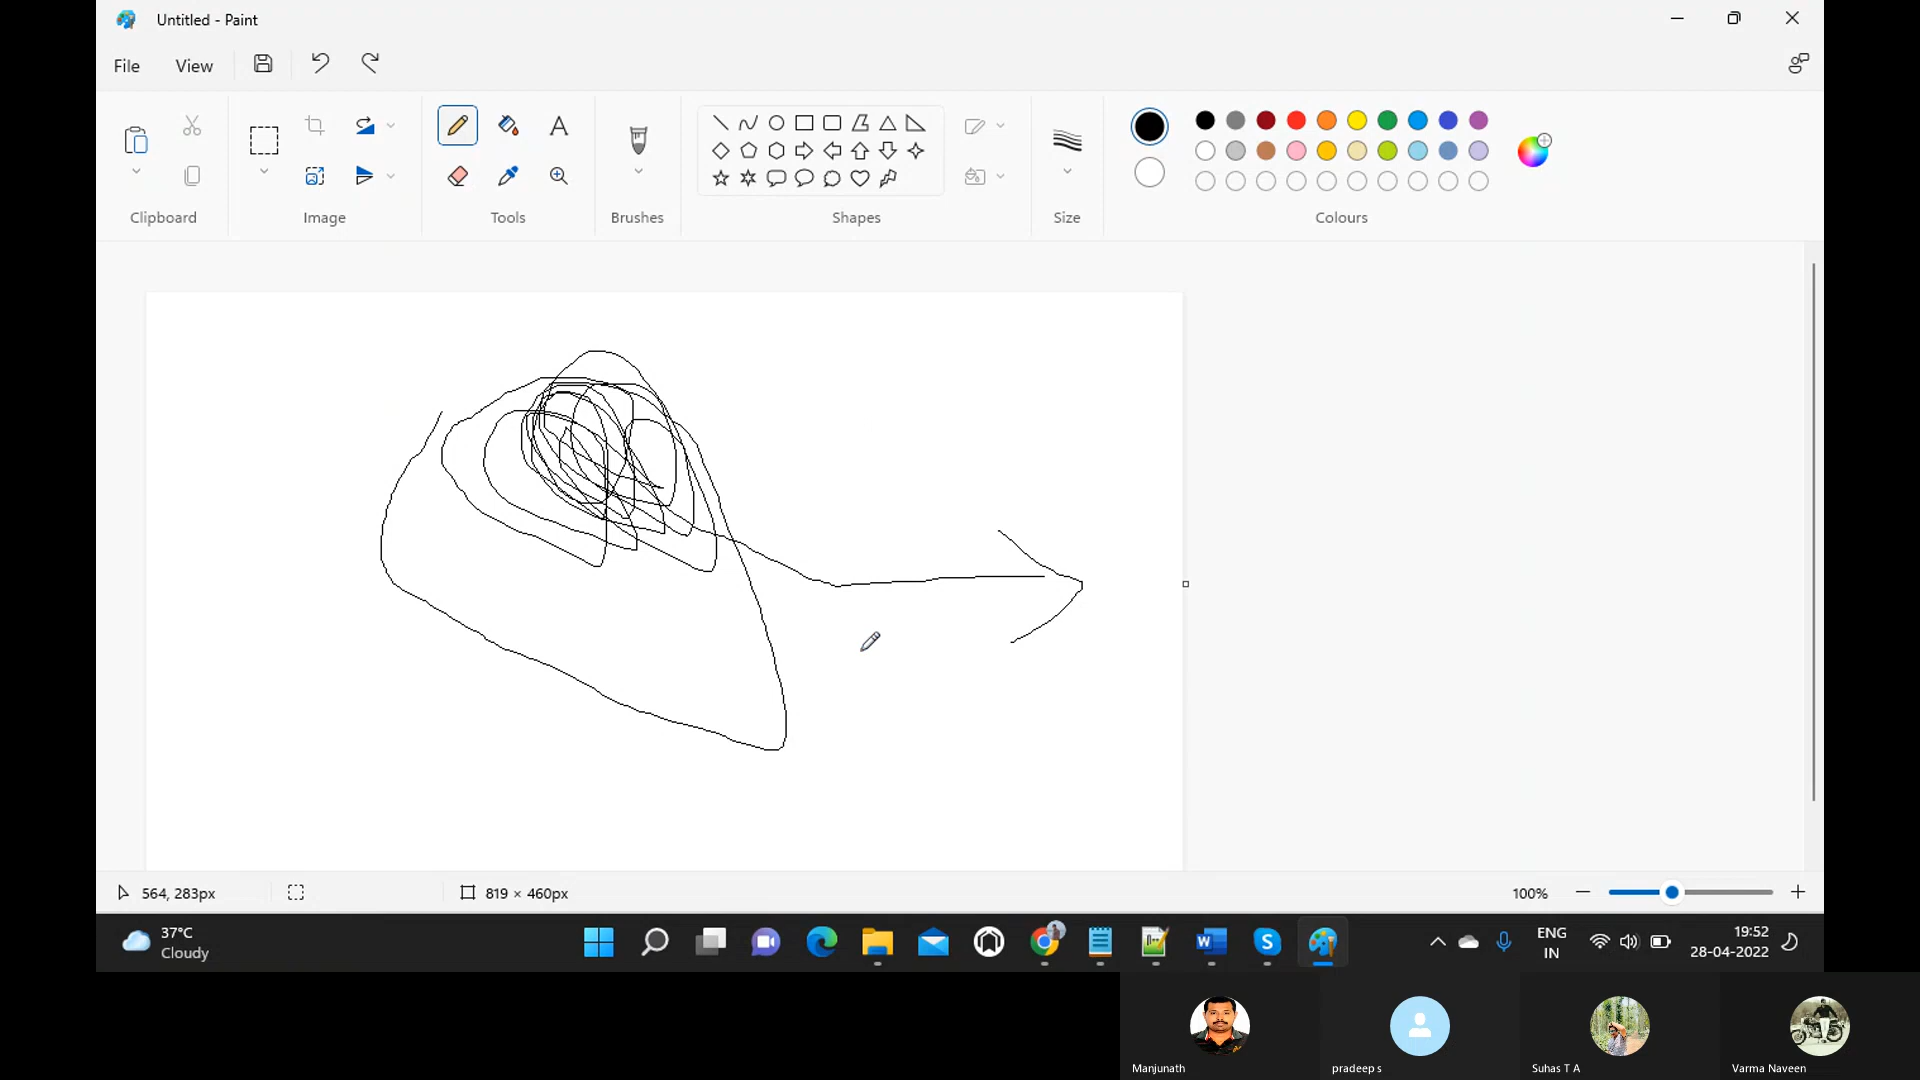 Untitled - Paint
File View
Clipboard
Image
Tools
Brushes
Shapes
Size
Colours
564, 283px
819 × 460px
100%
37°C
Cloudy
ENG
IN
19:52
28-04-2022
Manjunath
pradeep s
Suhas T A
Varma Naveen